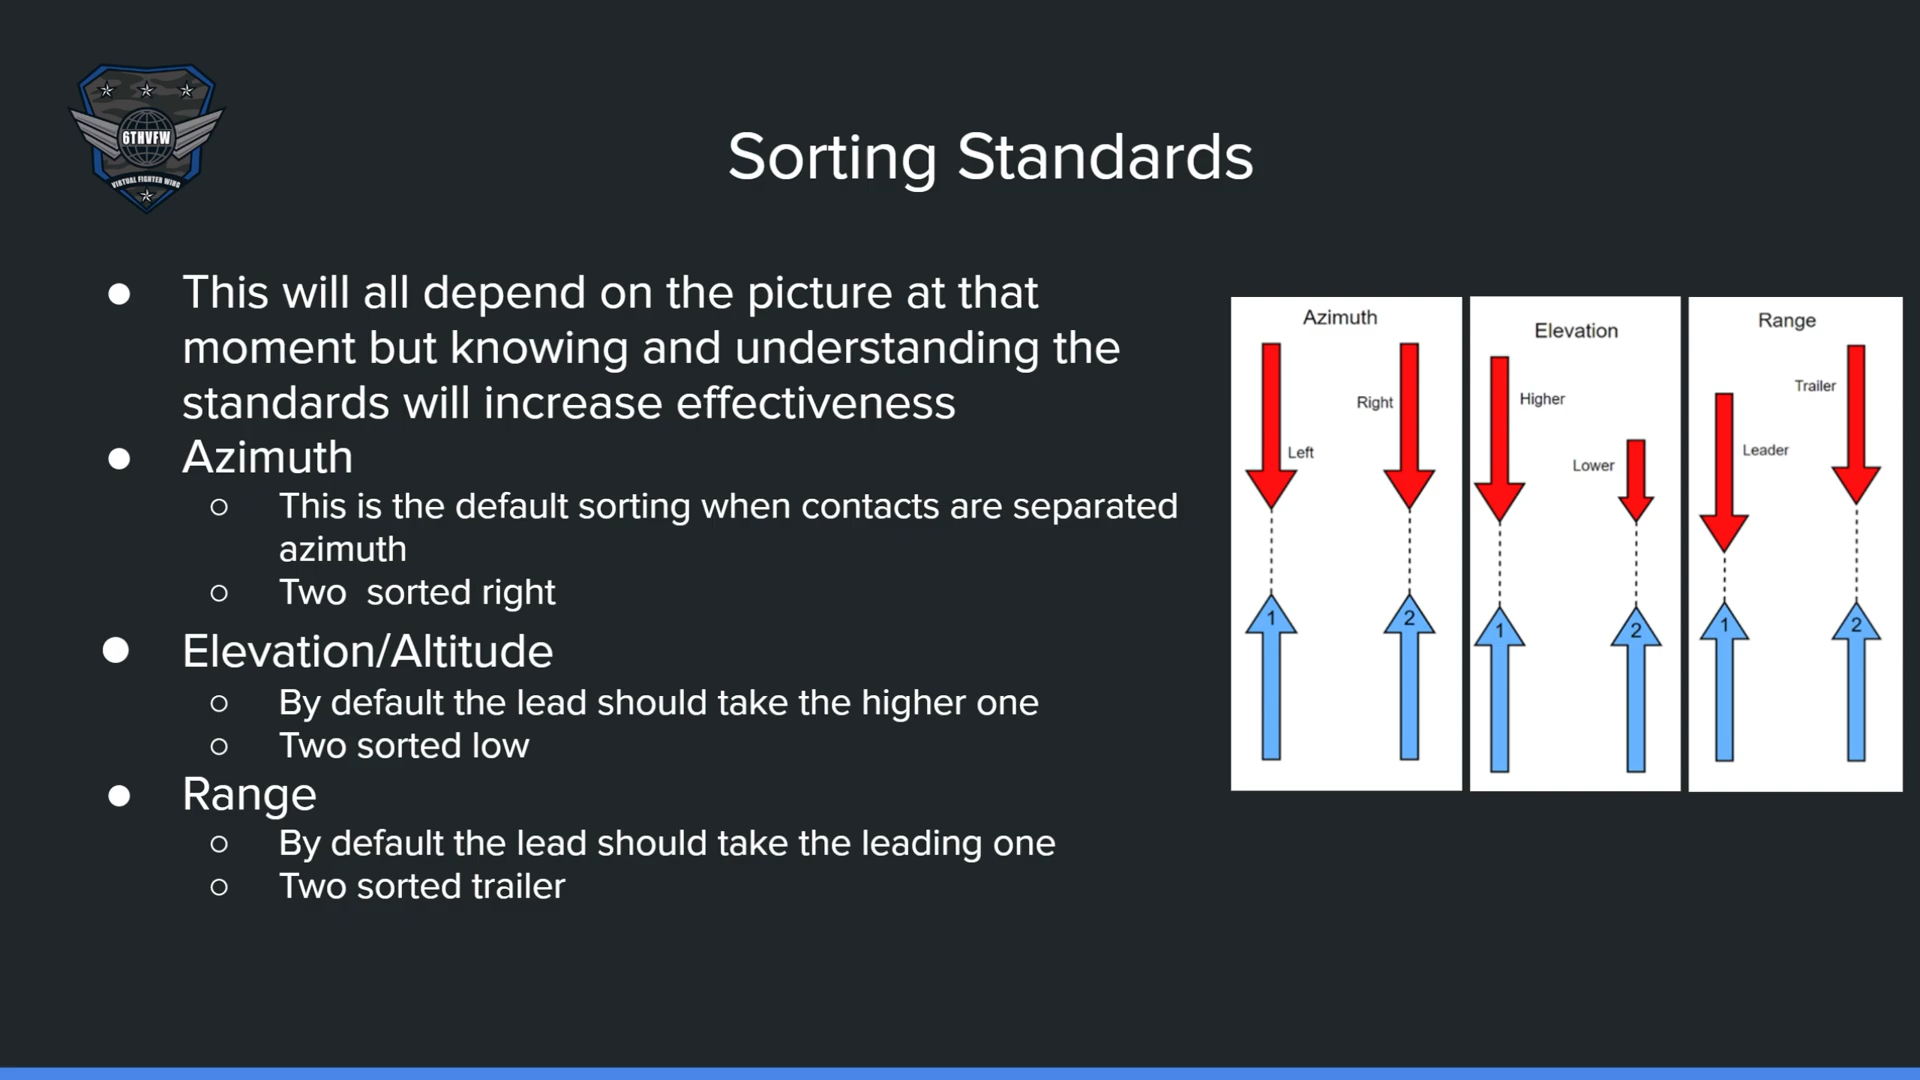 6THVFW
VIRTUAL FIGHTER WING
Sorting Standards
● This will all depend on the picture at that
moment but knowing and understanding the
standards will increase effectiveness
● Azimuth
○ This is the default sorting when contacts are separated
azimuth
○ Two  sorted right
● Elevation/Altitude
○ By default the lead should take the higher one
○ Two sorted low
● Range
○ By default the lead should take the leading one
○ Two sorted trailer
Azimuth
Right
Left
1 2
Elevation
Higher
Lower
1 2
Range
Trailer
Leader
1 2